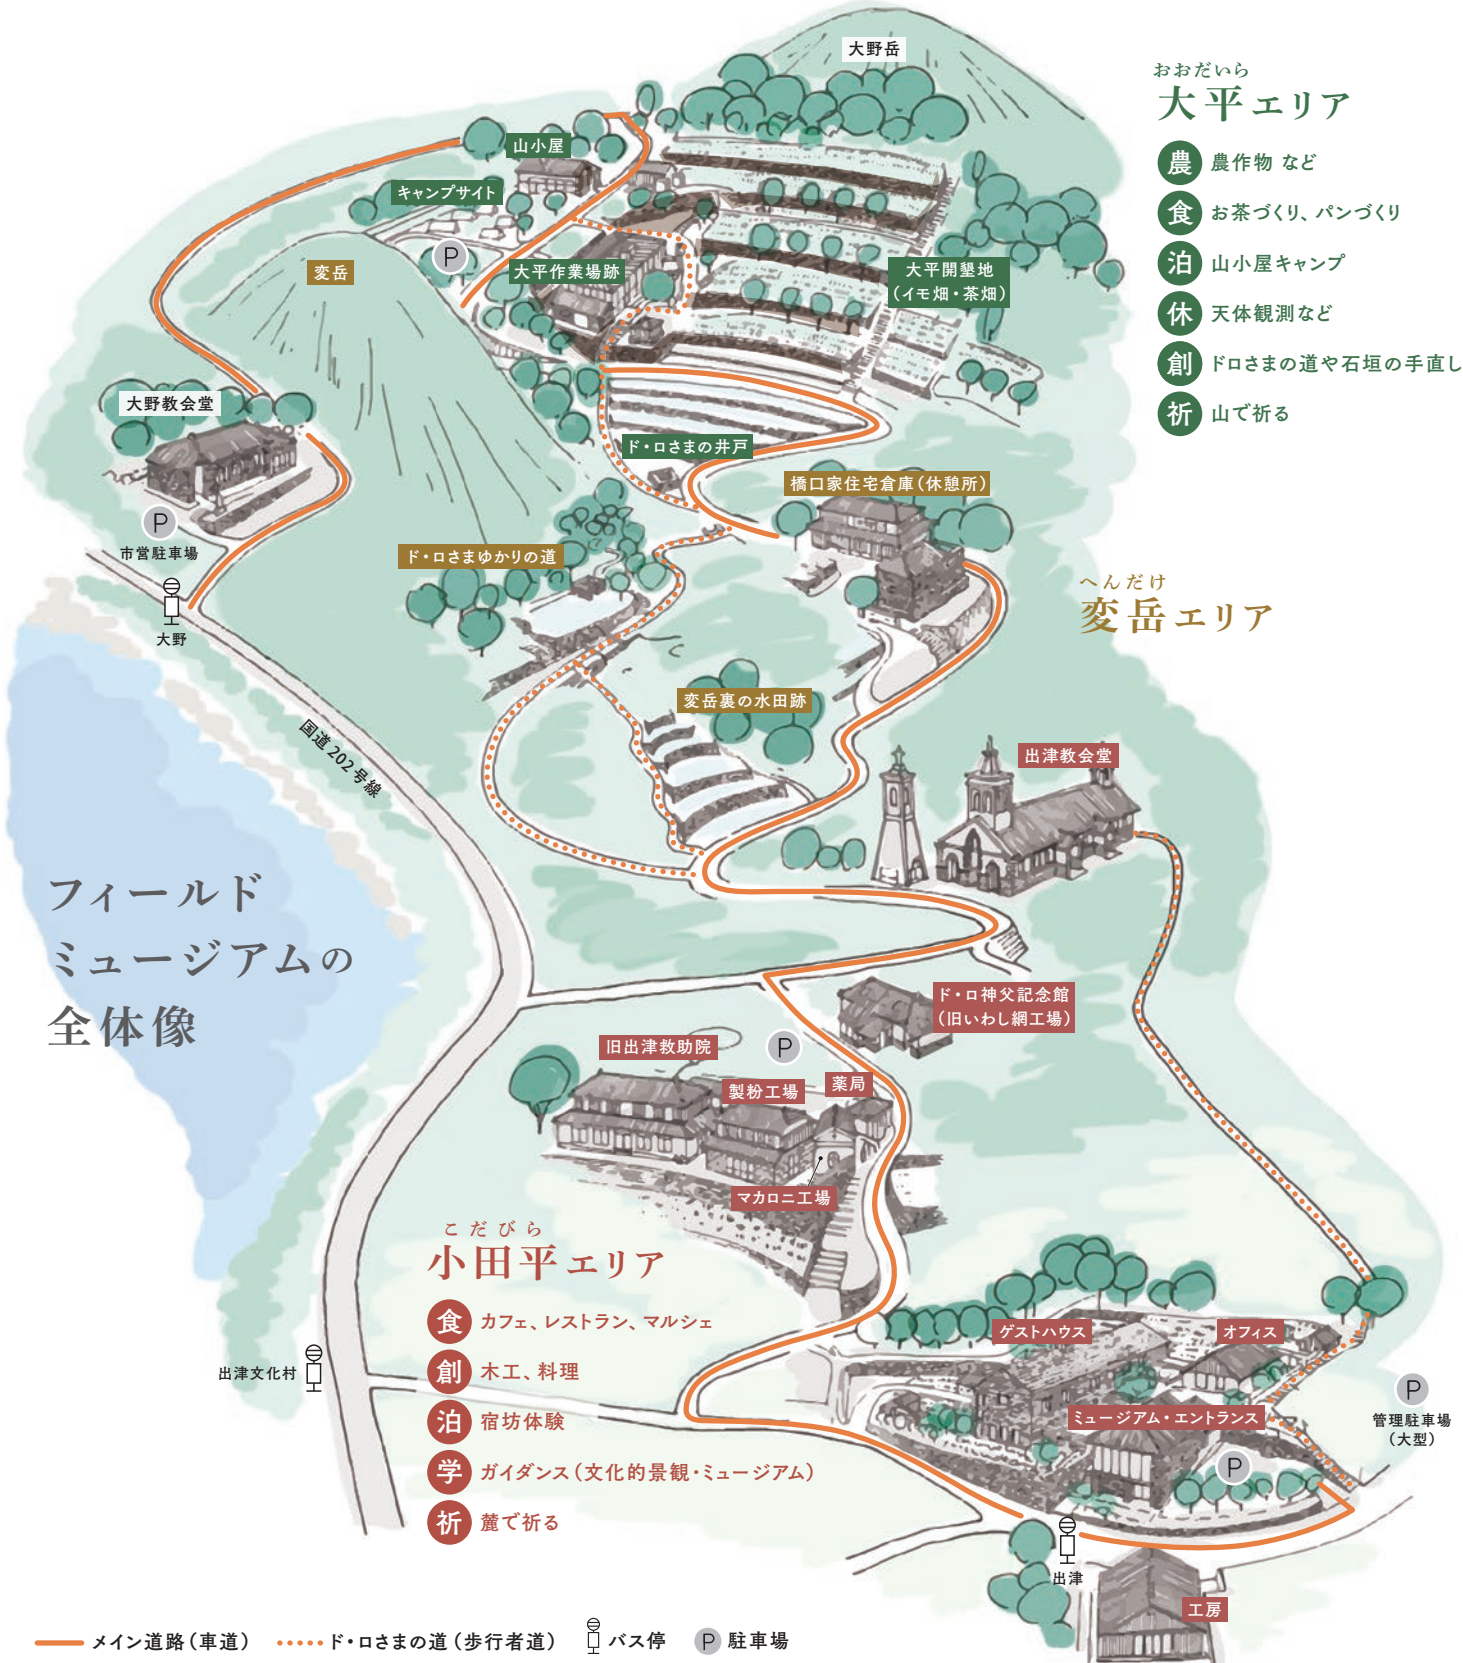 大野岳
おおだいら
大平エリア
農 農作物 など
食 お茶づくり、パンづくり
泊 山小屋キャンプ
休 天体観測など
創 ドロさまの道や石垣の手直し
祈 山で祈る
山小屋
キャンプサイト
P
変岳
大平作業場跡
大平開墾地
（イモ畑・茶畑）
大野教会堂
ド・ロさまの井戸
橋口家住宅倉庫（休憩所）
P
市営駐車場
大野
ド・ロさまゆかりの道
へんだけ
変岳エリア
変岳裏の水田跡
国道202号線
出津教会堂
フィールド
ミュージアムの
全体像
ド・ロ神父記念館
（旧いわし網工場）
旧出津救助院
P
製粉工場
薬局
マカロニ工場
こだびら
小田平エリア
食 カフェ、レストラン、マルシェ
創 木工、料理
泊 宿坊体験
学 ガイダンス（文化的景観・ミュージアム）
祈 麓で祈る
出津文化村
ゲストハウス
オフィス
ミュージアム・エントランス
P
P
管理駐車場
（大型）
出津
工房
メイン道路（車道）
ド・ロさまの道（歩行者道）
バス停
P 駐車場